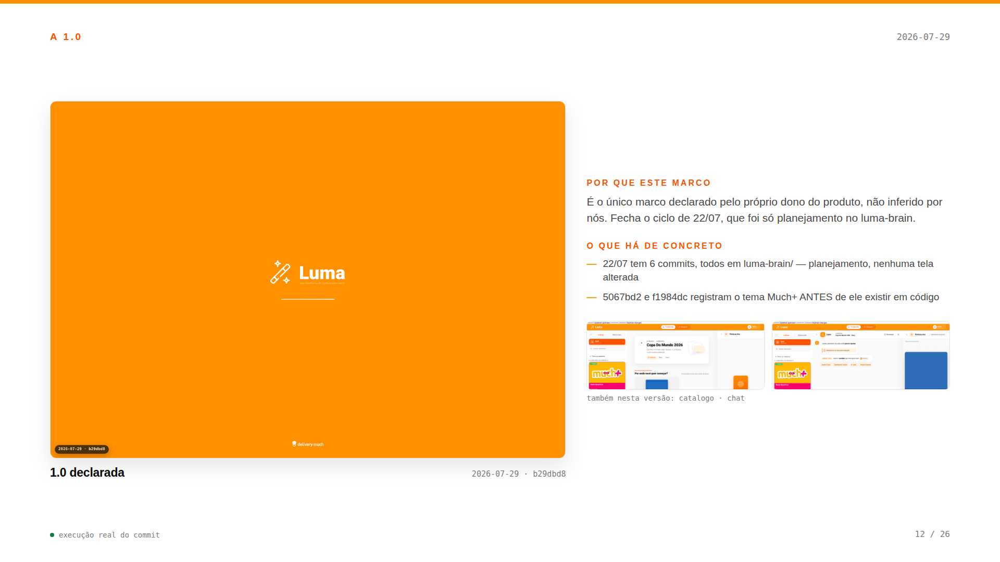 A 1.0
2026-07-29
Luma
delivery much
2026-07-29 · b29dbd8
1.0 declarada
2026-07-29 · b29dbd8
POR QUE ESTE MARCO
É o único marco declarado pelo próprio dono do produto, não inferido por
nós. Fecha o ciclo de 22/07, que foi só planejamento no luma-brain.
O QUE HÁ DE CONCRETO
— 22/07 tem 6 commits, todos em luma-brain/ — planejamento, nenhuma tela
alterada
— 5067bd2 e f1984dc registram o tema Much+ ANTES de ele existir em código
Luma
Copa Do Mundo 2026
Por onde você quer começar?
much+
Luma
Luma
much+
também nesta versão: catalogo · chat
execução real do commit
12 / 26